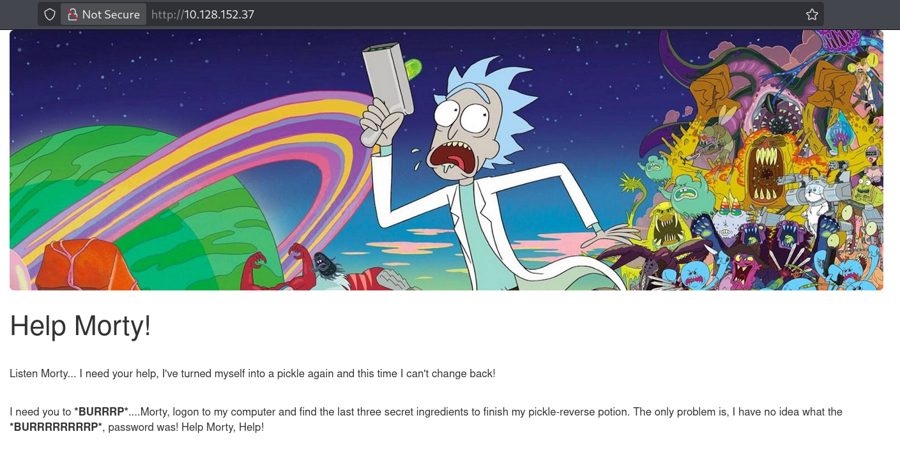 Not Secure http://10.128.152.37
Help Morty!
Listen Morty... I need your help, I've turned myself into a pickle again and this time I can't change back!
I need you to *BURRRP*....Morty, logon to my computer and find the last three secret ingredients to finish my pickle-reverse potion. The only problem is, I have no idea what the
*BURRRRRRRRP*, password was! Help Morty, Help!